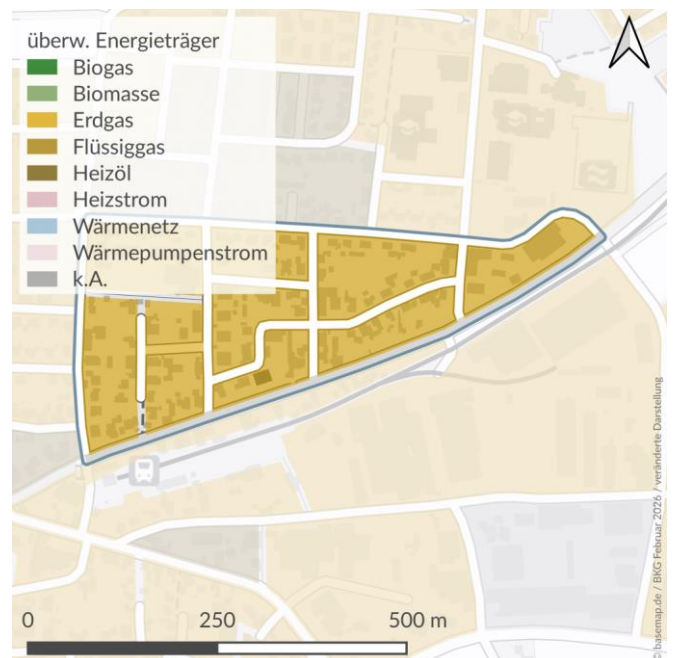 überw. Energieträger
Biogas
Biomasse
Erdgas
Flüssiggas
Heizöl
Heizstrom
Wärmenetz
Wärmepumpenstrom
k.A.
© basemap.de / BKG Februar 2026 / veränderte Darstellung
0 250 500 m